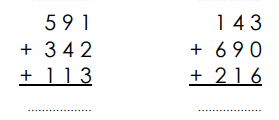 591 143
+ 342 + 690
+ 113 + 216
.................. ..................